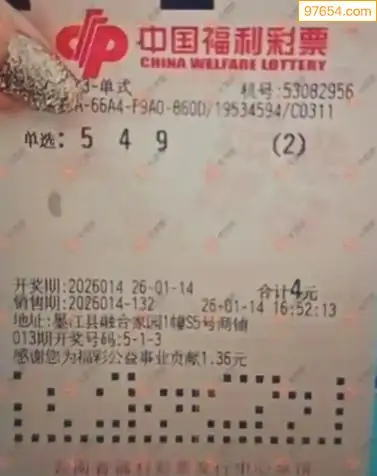 97654.com
中国福利彩票
CHINA WELFARE LOTTERY
3-单式 机号:53082956
A-66A4-F9A0-860D/19534594/C0311
单选: 5 4 9 (2)
开奖期:2026014 26-01-14 合计4元
销售期:2026014-132 26-01-14 16:52:13
地址:墨江县融合家园1幢S5号商铺
013期开奖号码:5-1-3
感谢您为福彩公益事业贡献1.36元